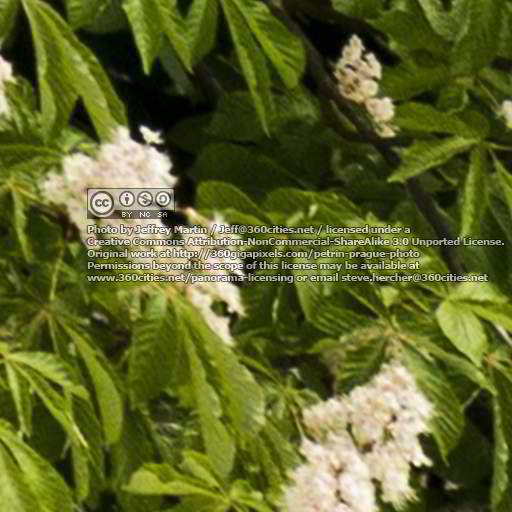 cc
BY NC SA
Photo by Jeffrey Martin / Jeff@360cities.net / licensed under a
Creative Commons Attribution-NonCommercial-ShareAlike 3.0 Unported License.
Original work at http://360gigapixels.com/petrin-prague-photo
Permissions beyond the scope of this license may be available at
www.360cities.net/panorama-licensing or email steve.hercher@360cities.net